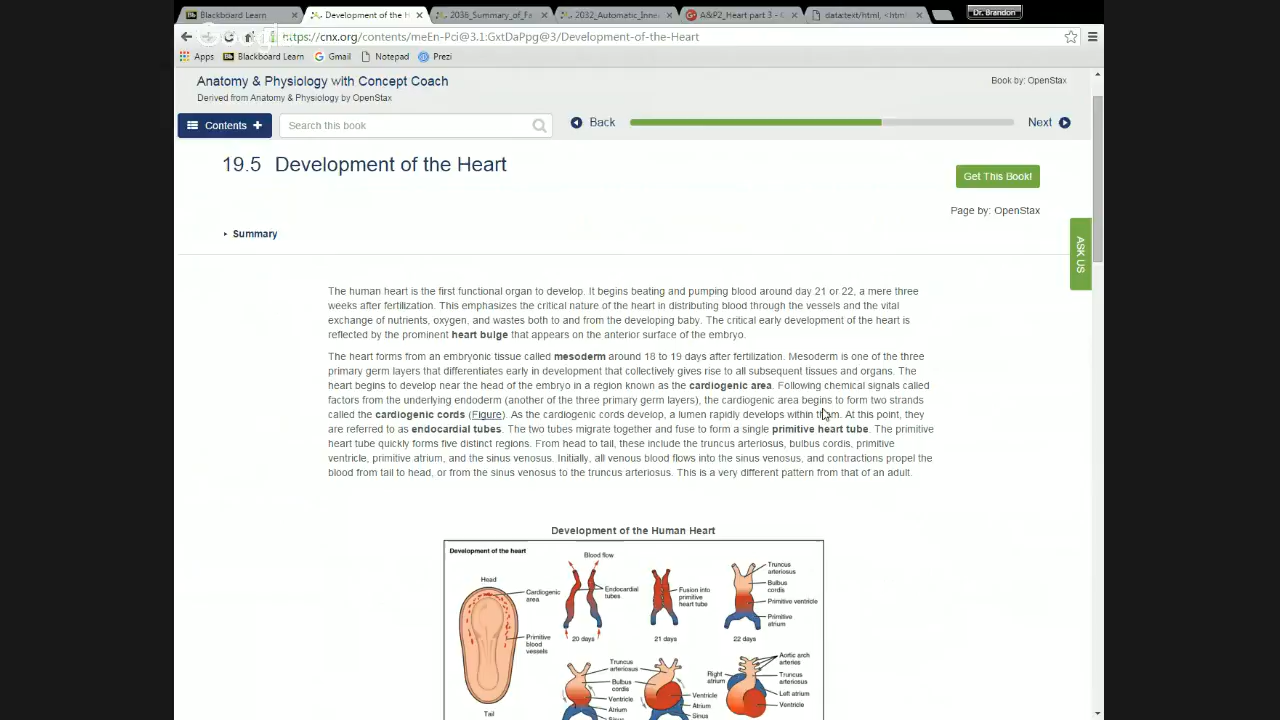 Blackboard Learn
Development of the H
2036_Summary_of_Fa
2032_Automatic_Inne
A&P2_Heart part 3 - G
data:text/html, <htm
Dr. Brandon
https://cnx.org/contents/meEn-Pci@3.1:GxtDaPpg@3/Development-of-the-Heart
Apps Blackboard Learn Gmail Notepad Prezi
Anatomy & Physiology with Concept Coach
Book by: OpenStax
Derived from Anatomy & Physiology by OpenStax
Contents +
Search this book
Back
Next
19.5 Development of the Heart
Get This Book!
Page by: OpenStax
Summary
ASK US
The human heart is the first functional organ to develop. It begins beating and pumping blood around day 21 or 22, a mere three
weeks after fertilization. This emphasizes the critical nature of the heart in distributing blood through the vessels and the vital
exchange of nutrients, oxygen, and wastes both to and from the developing baby. The critical early development of the heart is
reflected by the prominent heart bulge that appears on the anterior surface of the embryo.
The heart forms from an embryonic tissue called mesoderm around 18 to 19 days after fertilization. Mesoderm is one of the three
primary germ layers that differentiates early in development that collectively gives rise to all subsequent tissues and organs. The
heart begins to develop near the head of the embryo in a region known as the cardiogenic area. Following chemical signals called
factors from the underlying endoderm (another of the three primary germ layers), the cardiogenic area begins to form two strands
called the cardiogenic cords (Figure). As the cardiogenic cords develop, a lumen rapidly develops within them. At this point, they
are referred to as endocardial tubes. The two tubes migrate together and fuse to form a single primitive heart tube. The primitive
heart tube quickly forms five distinct regions. From head to tail, these include the truncus arteriosus, bulbus cordis, primitive
ventricle, primitive atrium, and the sinus venosus. Initially, all venous blood flows into the sinus venosus, and contractions propel the
blood from tail to head, or from the sinus venosus to the truncus arteriosus. This is a very different pattern from that of an adult.
Development of the Human Heart
Development of the heart
Head
Cardiogenic
area
Primitive
blood
vessels
Tail
Blood flow
Endocardial
tubes
20 days
Fusion into
primitive
heart tube
21 days
Truncus
arteriosus
Bulbus
cordis
Primitive ventricle
Primitive
atrium
22 days
Truncus
arteriosus
Bulbus
cordis
Ventricle
Atrium
Sinus
Ventricle
Atrium
Sinus
Right
atrium
Aortic arch
arteries
Truncus
arteriosus
Left atrium
Ventricle